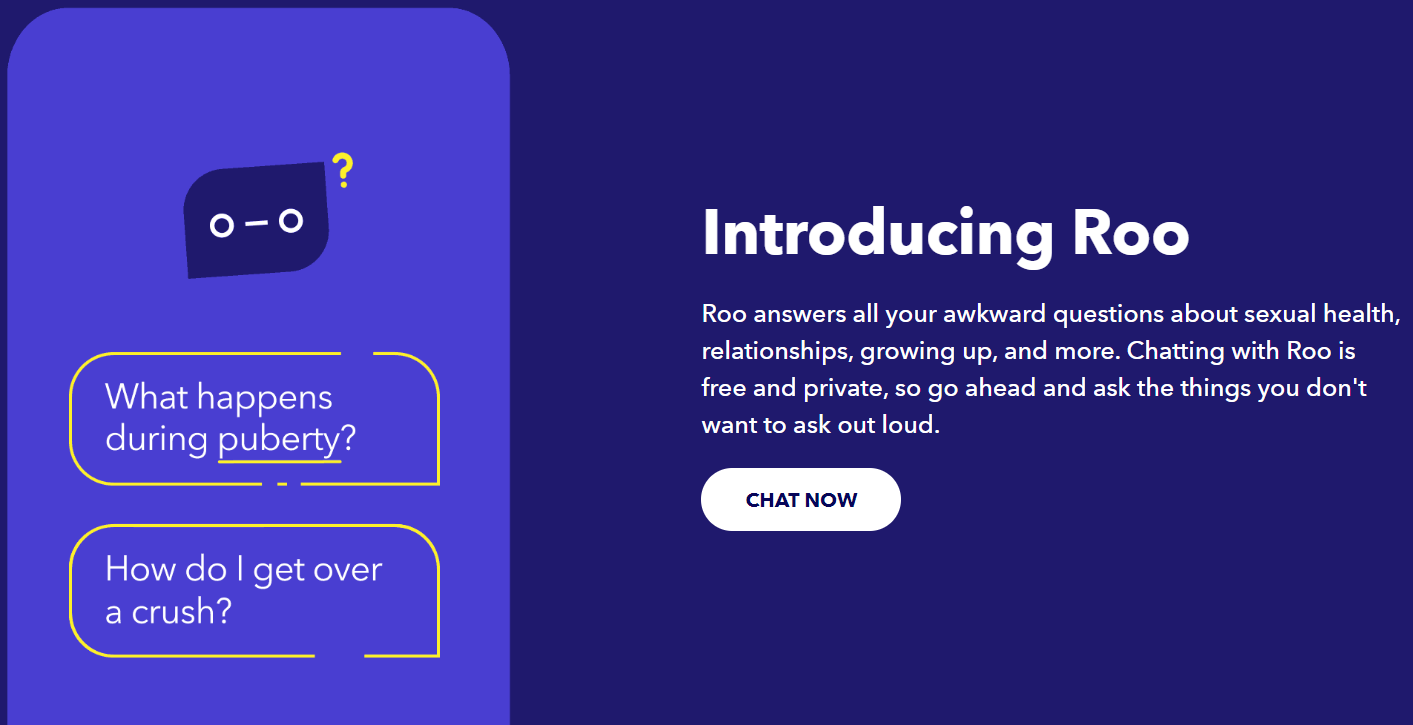 ?
What happens
during puberty?
How do I get over
a crush?
Introducing Roo
Roo answers all your awkward questions about sexual health,
relationships, growing up, and more. Chatting with Roo is
free and private, so go ahead and ask the things you don't
want to ask out loud.
CHAT NOW